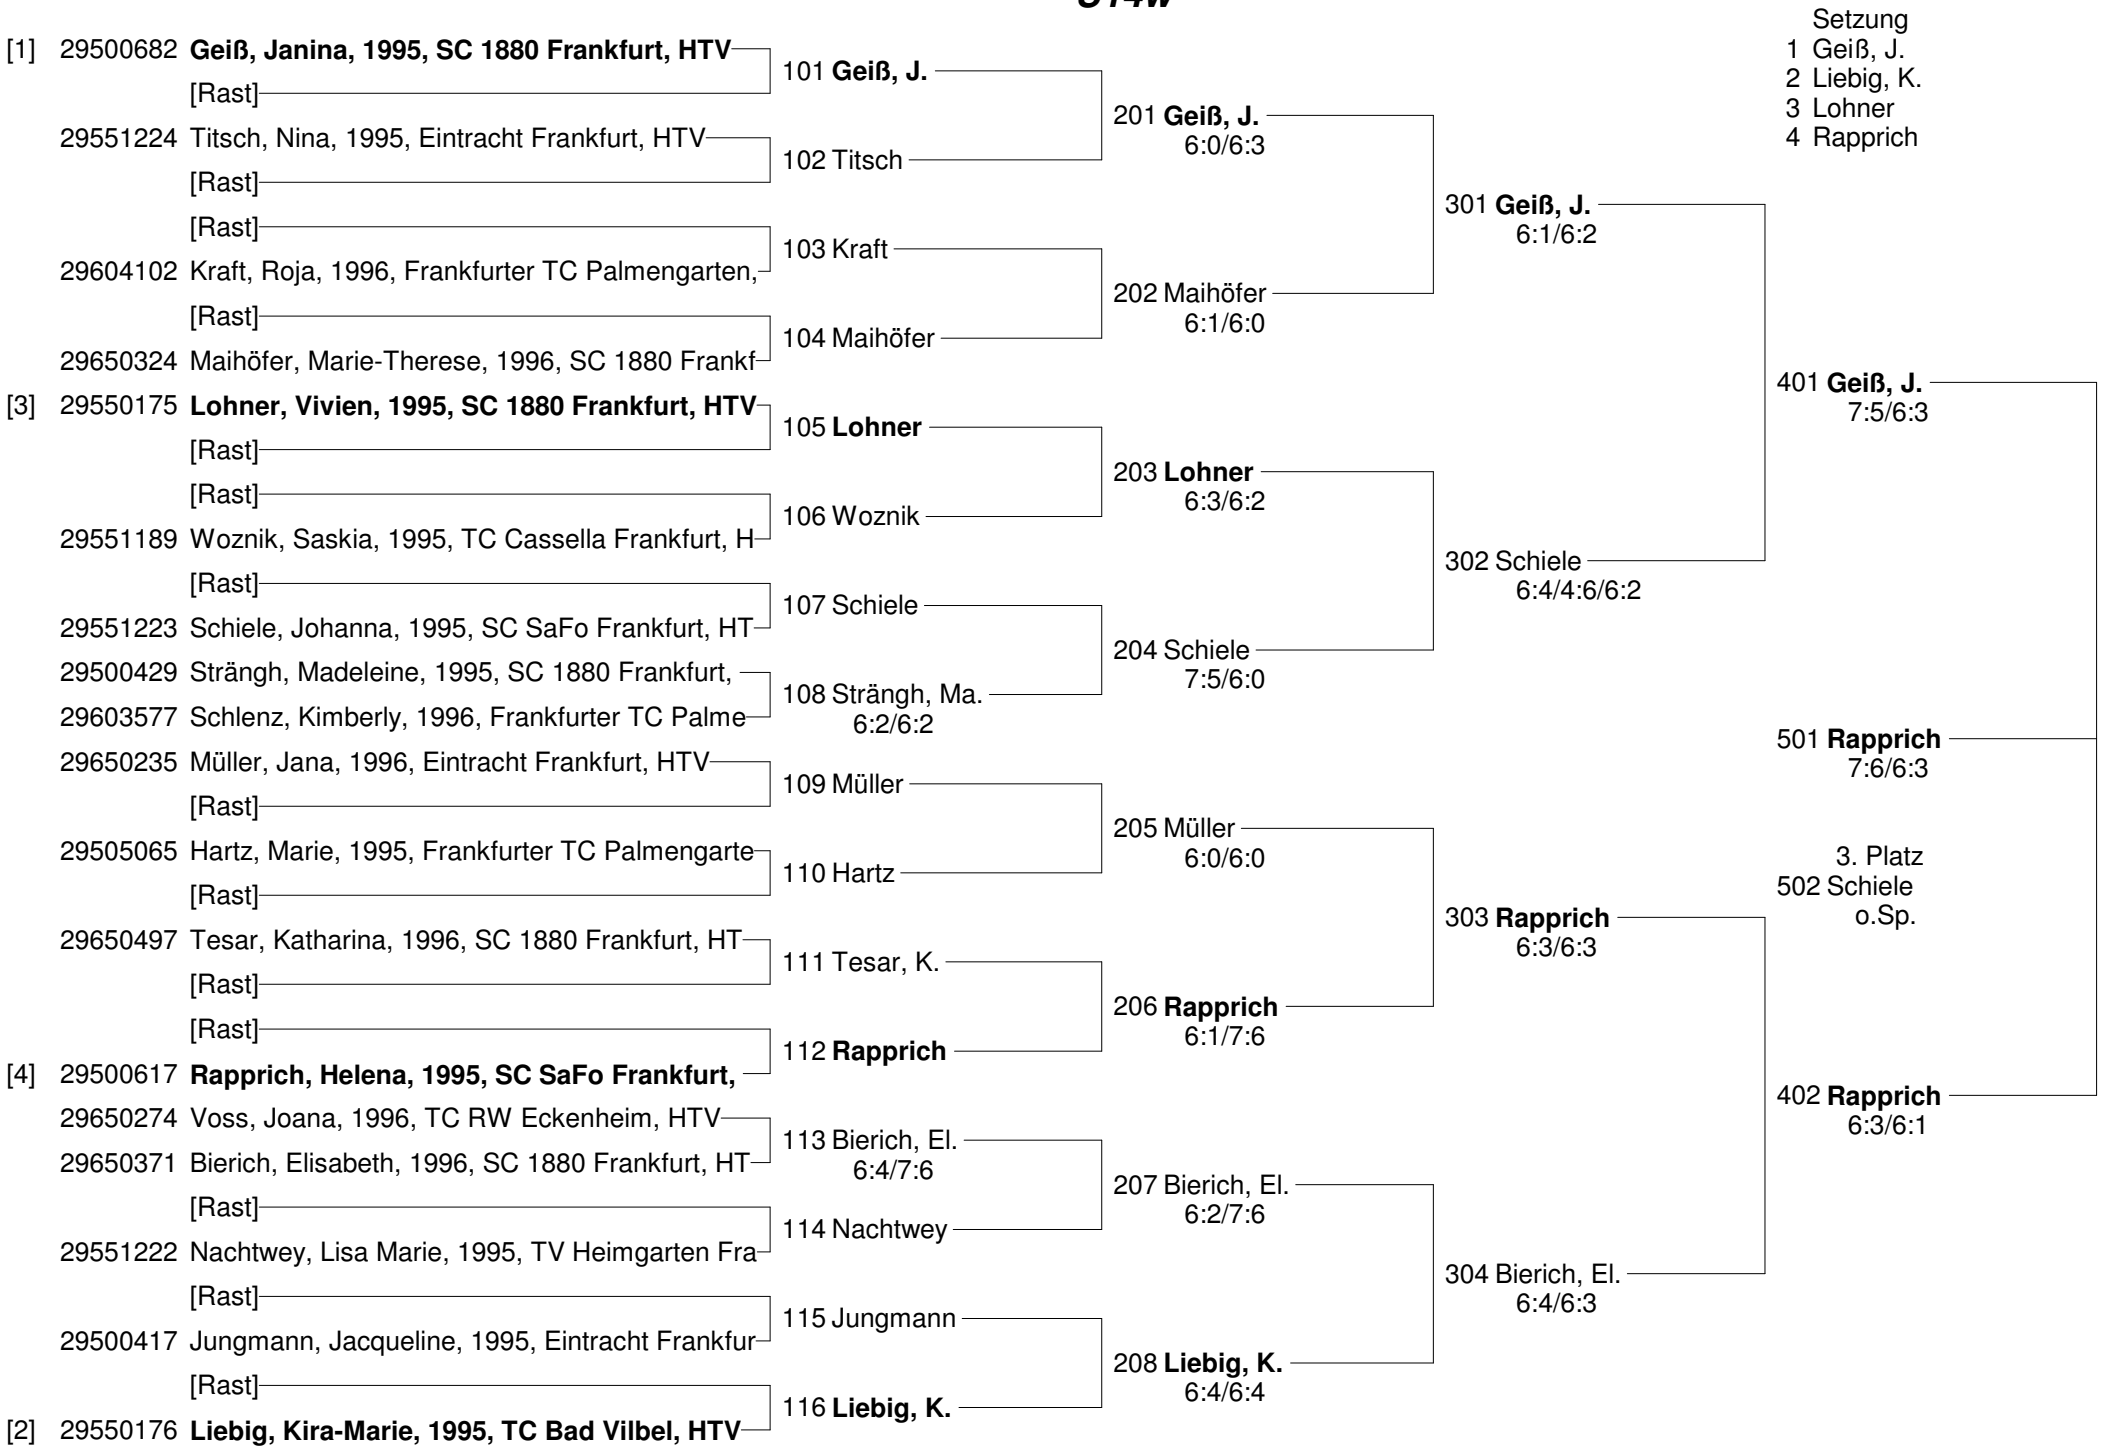 Setzung
1 Geiß, J.
2 Liebig, K.
3 Lohner
4 Rapprich
[1] 29500682 Geiß, Janina, 1995, SC 1880 Frankfurt, HTV
[Rast]
29551224 Titsch, Nina, 1995, Eintracht Frankfurt, HTV
[Rast]
[Rast]
29604102 Kraft, Roja, 1996, Frankfurter TC Palmengarten,
[Rast]
29650324 Maihöfer, Marie-Therese, 1996, SC 1880 Frankf
[3] 29550175 Lohner, Vivien, 1995, SC 1880 Frankfurt, HTV
[Rast]
[Rast]
29551189 Woznik, Saskia, 1995, TC Cassella Frankfurt, H
[Rast]
29551223 Schiele, Johanna, 1995, SC SaFo Frankfurt, HT
29500429 Strängh, Madeleine, 1995, SC 1880 Frankfurt,
29603577 Schlenz, Kimberly, 1996, Frankfurter TC Palme
29650235 Müller, Jana, 1996, Eintracht Frankfurt, HTV
[Rast]
29505065 Hartz, Marie, 1995, Frankfurter TC Palmengarte
[Rast]
29650497 Tesar, Katharina, 1996, SC 1880 Frankfurt, HT
[Rast]
[Rast]
[4] 29500617 Rapprich, Helena, 1995, SC SaFo Frankfurt,
29650274 Voss, Joana, 1996, TC RW Eckenheim, HTV
29650371 Bierich, Elisabeth, 1996, SC 1880 Frankfurt, HT
[Rast]
29551222 Nachtwey, Lisa Marie, 1995, TV Heimgarten Fra
[Rast]
29500417 Jungmann, Jacqueline, 1995, Eintracht Frankfur
[Rast]
[2] 29550176 Liebig, Kira-Marie, 1995, TC Bad Vilbel, HTV
101 Geiß, J.
102 Titsch
103 Kraft
104 Maihöfer
105 Lohner
106 Woznik
107 Schiele
108 Strängh, Ma.
6:2/6:2
109 Müller
110 Hartz
111 Tesar, K.
112 Rapprich
113 Bierich, El.
6:4/7:6
114 Nachtwey
115 Jungmann
116 Liebig, K.
201 Geiß, J.
6:0/6:3
202 Maihöfer
6:1/6:0
203 Lohner
6:3/6:2
204 Schiele
7:5/6:0
205 Müller
6:0/6:0
206 Rapprich
6:1/7:6
207 Bierich, El.
6:2/7:6
208 Liebig, K.
6:4/6:4
301 Geiß, J.
6:1/6:2
302 Schiele
6:4/4:6/6:2
303 Rapprich
6:3/6:3
304 Bierich, El.
6:4/6:3
401 Geiß, J.
7:5/6:3
501 Rapprich
7:6/6:3
3. Platz
502 Schiele
o.Sp.
402 Rapprich
6:3/6:1